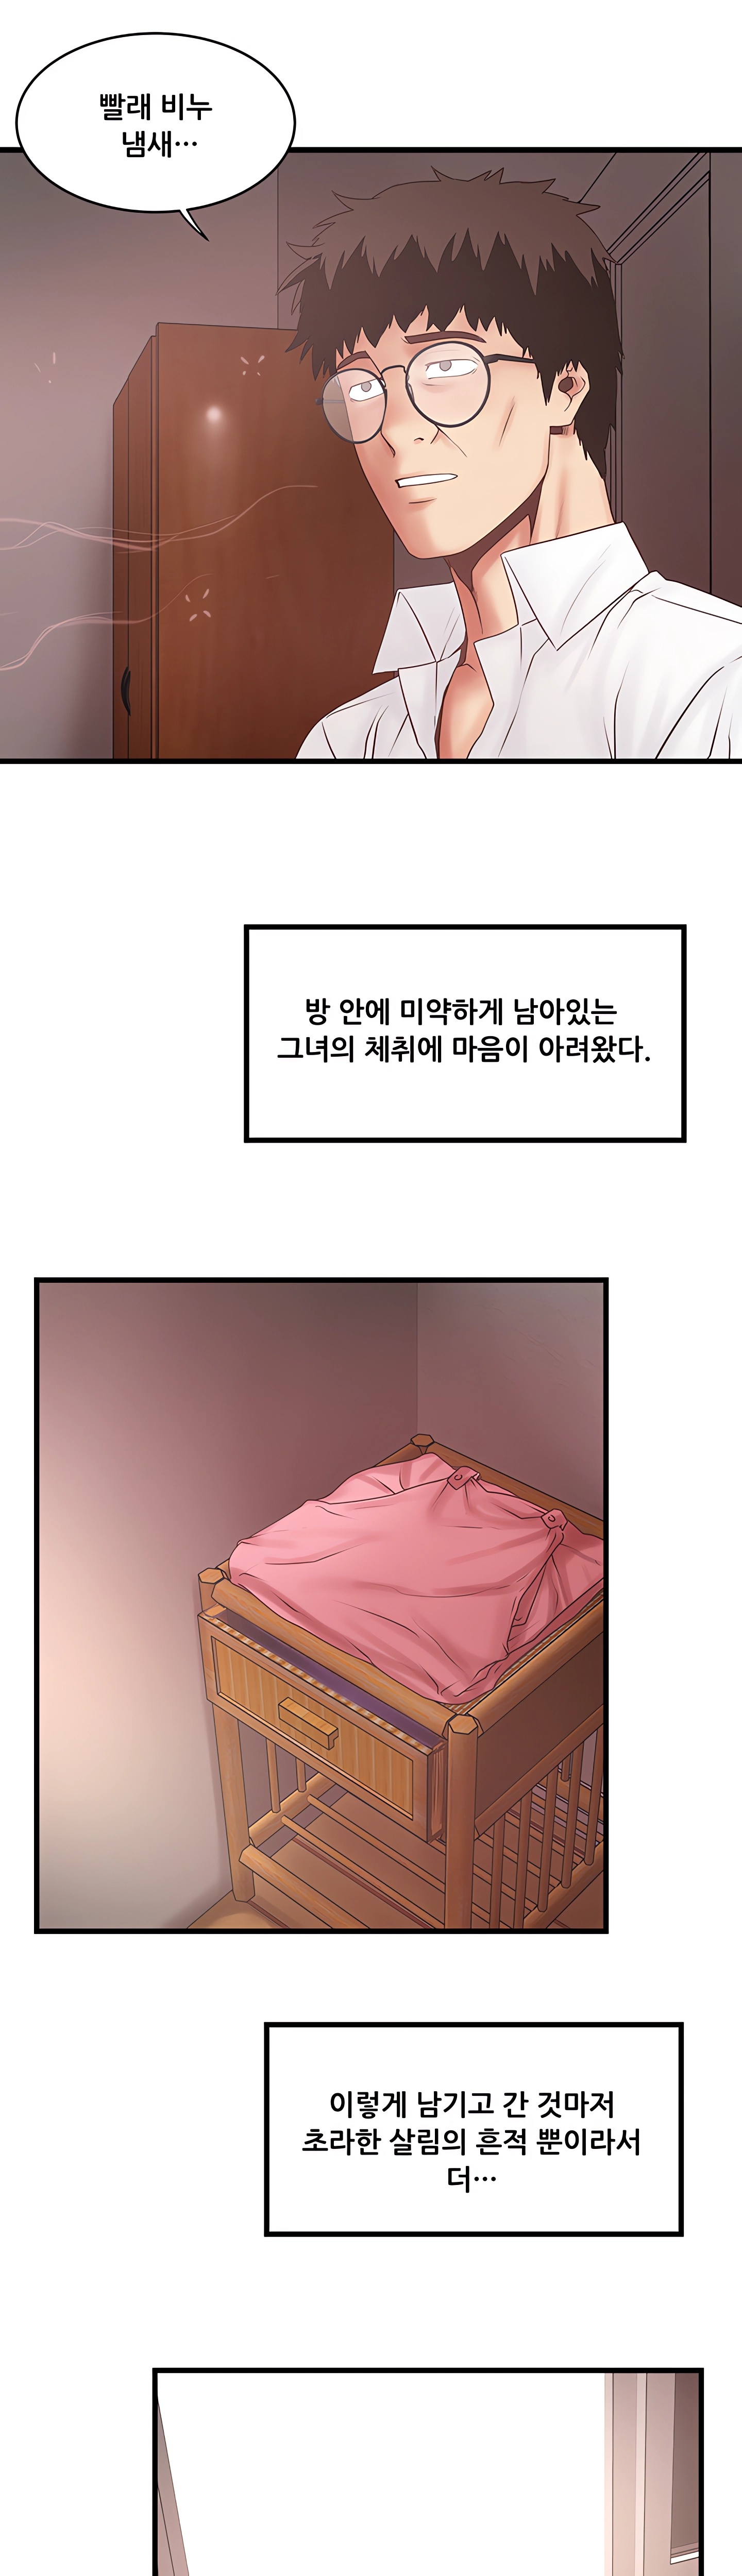 빨래 비누
냄새…
방 안에 미약하게 남아있는
그녀의 체취에 마음이 아려왔다.
이렇게 남기고 간 것마저
초라한 살림의 흔적 뿐이라서
더…